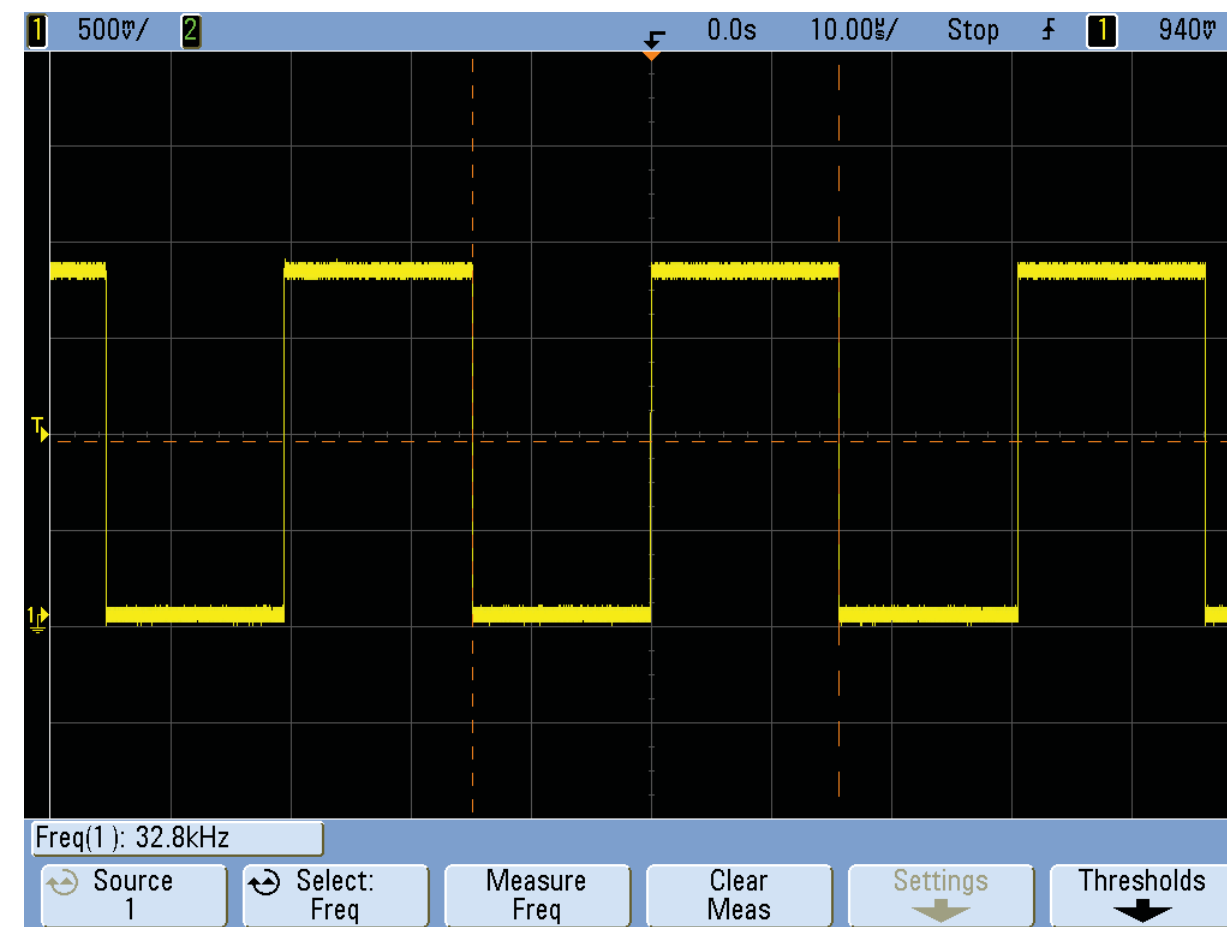 1 500mV/ 2 0.0s 10.00us/ Stop 1 940mV
T
1
Freq(1): 32.8kHz
Source Select: Measure Clear Settings Thresholds
1 Freq Freq Meas